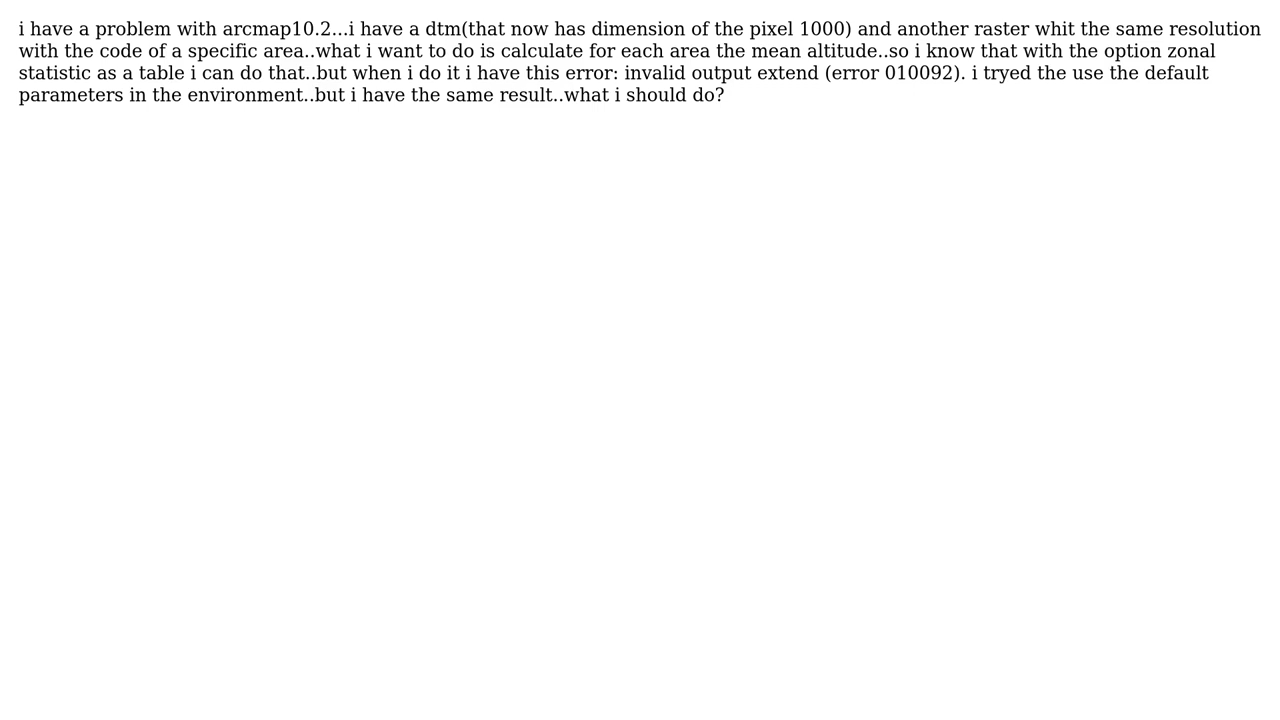 i have a problem with arcmap10.2...i have a dtm(that now has dimension of the pixel 1000) and another raster whit the same resolution
with the code of a specific area..what i want to do is calculate for each area the mean altitude..so i know that with the option zonal
statistic as a table i can do that..but when i do it i have this error: invalid output extend (error 010092). i tryed the use the default
parameters in the environment..but i have the same result..what i should do?